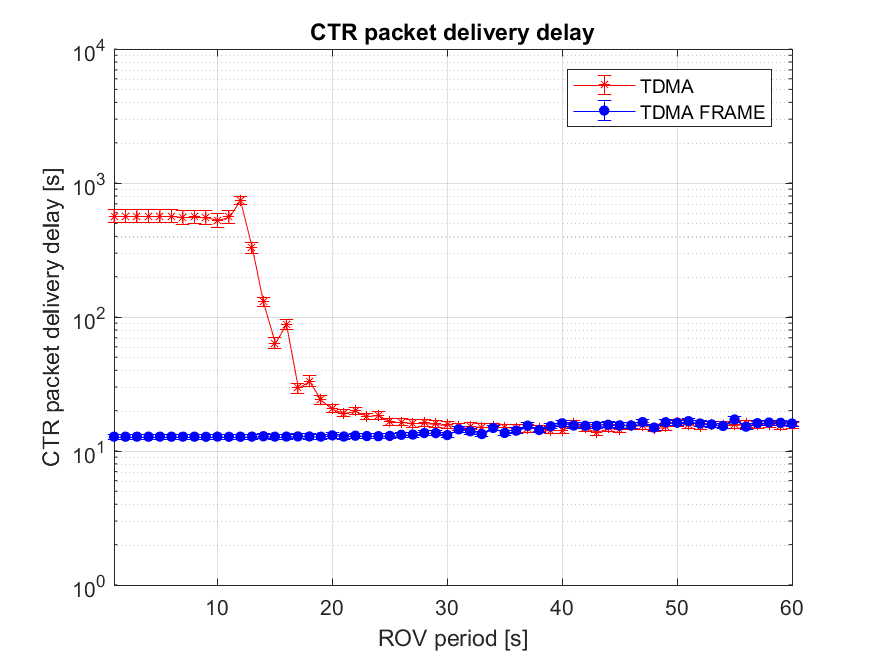 CTR packet delivery delay
10^4
10^3
10^2
10^1
10^0
CTR packet delivery delay [s]
TDMA
TDMA FRAME
10 20 30 40 50 60
ROV period [s]